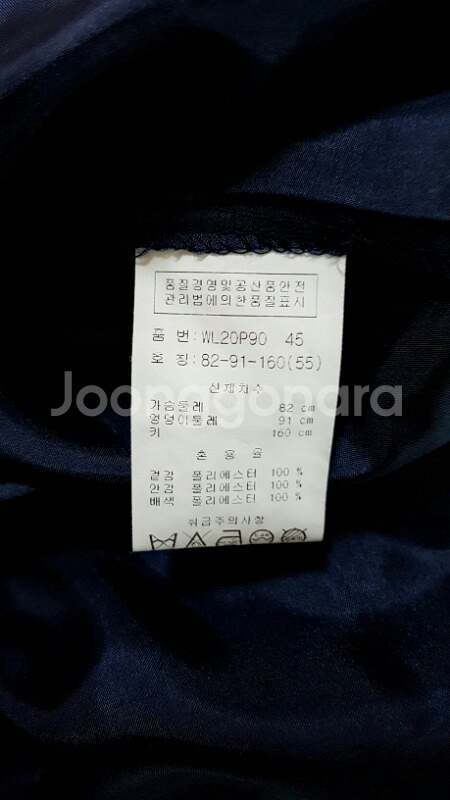 품질경영및공산품안전
관리법에의한품질표시
품 번: WL20P90 45
호 칭: 82-91-160(55)
신체치수
Joonggonara
가슴둘레 82 cm
엉덩이둘레 91 cm
키 160 cm
혼 용 율
겉감 폴리에스터 100 %
안감 폴리에스터 100 %
배색 폴리에스터 100 %
취급주의사항